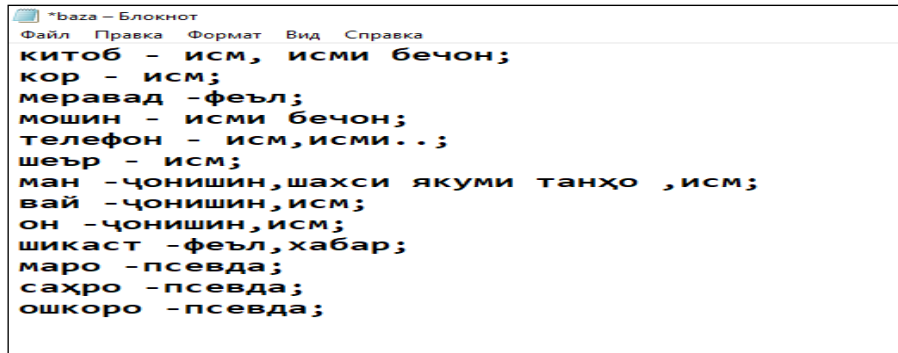 *baza – Блокнот
Файл Правка Формат Вид Справка
китоб - исм, исми бечон;
кор - исм;
меравад -феъл;
мошин - исми бечон;
телефон - исм,исми..;
шеър - исм;
ман -ҷонишин,шахси якуми танҳо ,исм;
вай -ҷонишин,исм;
он -ҷонишин,исм;
шикаст -феъл,хабар;
маро -псевда;
саҳро -псевда;
ошкоро -псевда;